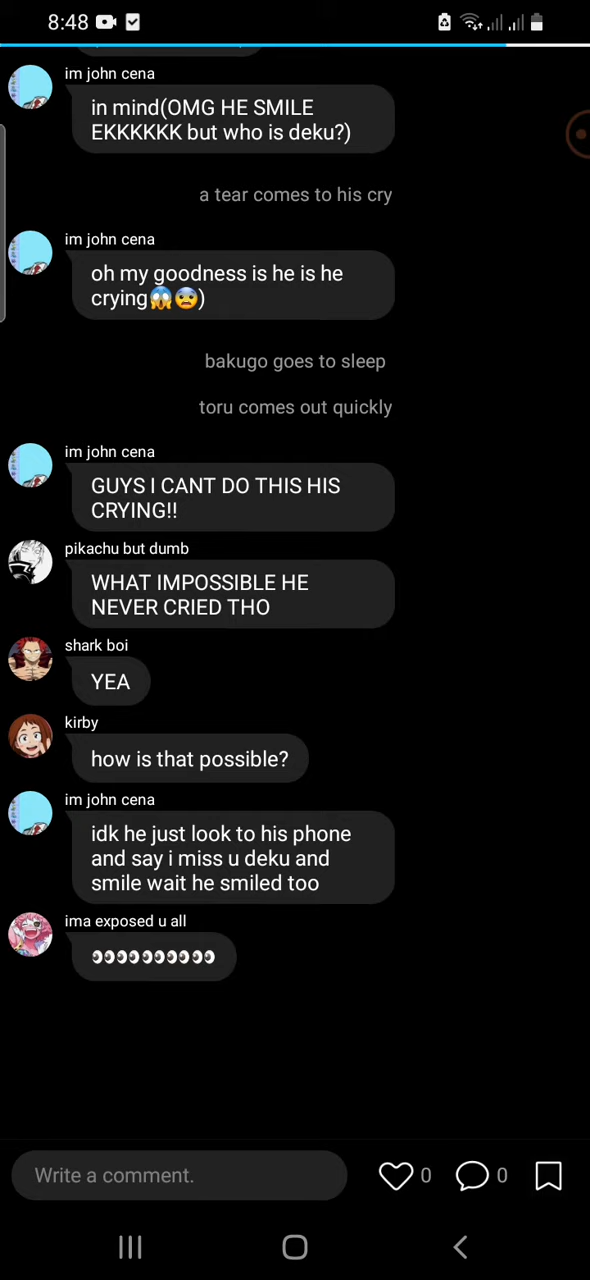 8:48
im john cena
in mind(OMG HE SMILE
EKKKKKK but who is deku?)
a tear comes to his cry
im john cena
oh my goodness is he is he
crying😱😨)
bakugo goes to sleep
toru comes out quickly
im john cena
GUYS I CANT DO THIS HIS
CRYING!!
pikachu but dumb
WHAT IMPOSSIBLE HE
NEVER CRIED THO
shark boi
YEA
kirby
how is that possible?
im john cena
idk he just look to his phone
and say i miss u deku and
smile wait he smiled too
ima exposed u all
👀👀👀👀👀👀👀👀👀👀
Write a comment.
0
0